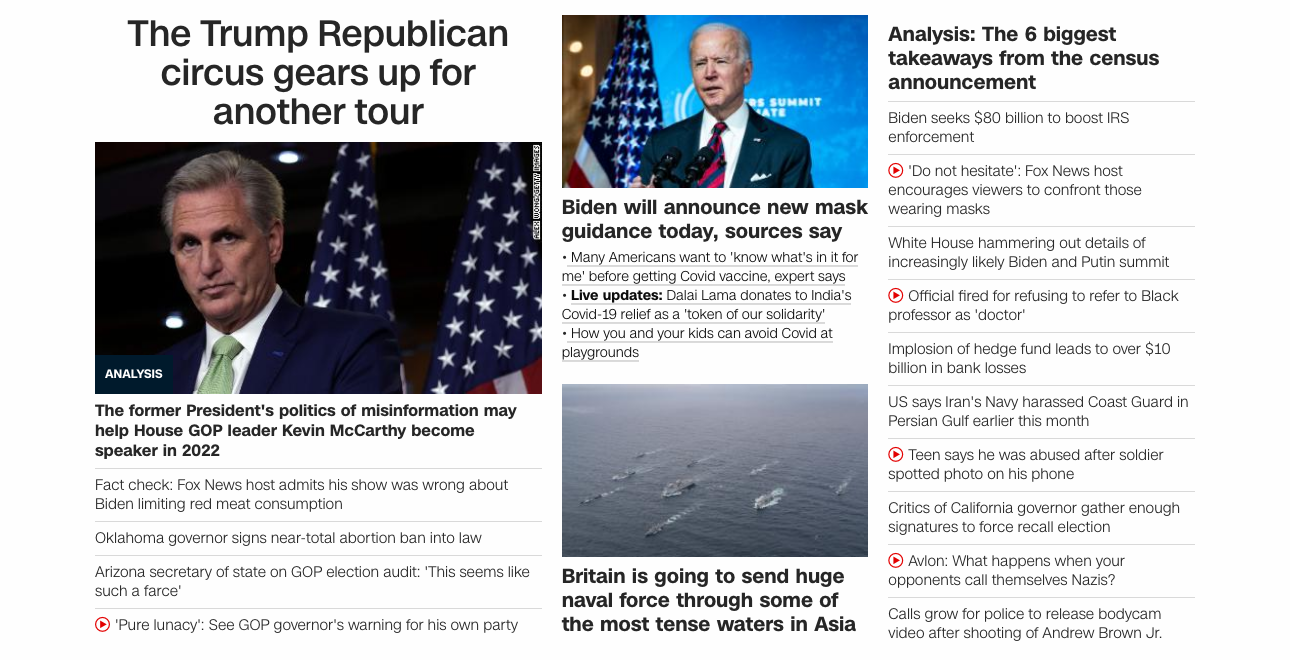 The Trump Republican
circus gears up for
another tour
ALEX WONG/GETTY IMAGES
ANALYSIS
The former President's politics of misinformation may
help House GOP leader Kevin McCarthy become
speaker in 2022
Fact check: Fox News host admits his show was wrong about
Biden limiting red meat consumption
Oklahoma governor signs near-total abortion ban into law
Arizona secretary of state on GOP election audit: 'This seems like
such a farce'
'Pure lunacy': See GOP governor's warning for his own party
RS SUMMIT
MATE
Biden will announce new mask
guidance today, sources say
• Many Americans want to 'know what's in it for
me' before getting Covid vaccine, expert says
• Live updates: Dalai Lama donates to India's
Covid-19 relief as a 'token of our solidarity'
• How you and your kids can avoid Covid at
playgrounds
Britain is going to send huge
naval force through some of
the most tense waters in Asia
Analysis: The 6 biggest
takeaways from the census
announcement
Biden seeks $80 billion to boost IRS
enforcement
'Do not hesitate': Fox News host
encourages viewers to confront those
wearing masks
White House hammering out details of
increasingly likely Biden and Putin summit
Official fired for refusing to refer to Black
professor as 'doctor'
Implosion of hedge fund leads to over $10
billion in bank losses
US says Iran's Navy harassed Coast Guard in
Persian Gulf earlier this month
Teen says he was abused after soldier
spotted photo on his phone
Critics of California governor gather enough
signatures to force recall election
Avlon: What happens when your
opponents call themselves Nazis?
Calls grow for police to release bodycam
video after shooting of Andrew Brown Jr.